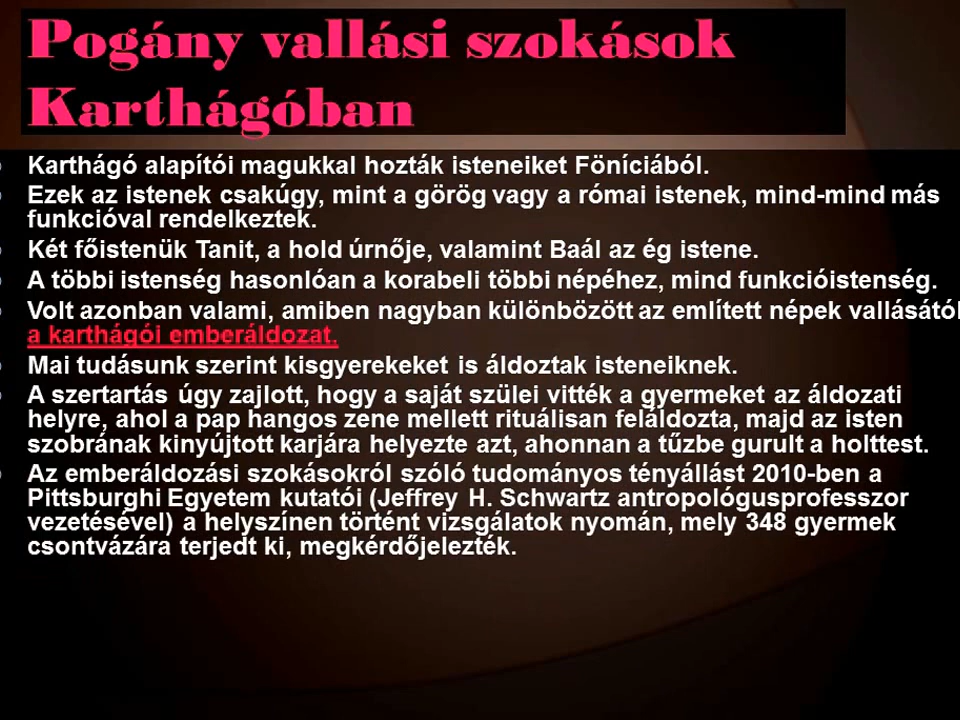 Pogány vallási szokások
Karthágóban
Karthágó alapítói magukkal hozták isteneiket Föníciából.
Ezek az istenek csakúgy, mint a görög vagy a római istenek, mind-mind más
funkcióval rendelkeztek.
Két főistenük Tanit, a hold úrnője, valamint Baál az ég istene.
A többi istenség hasonlóan a korabeli többi népéhez, mind funkcióistenség.
Volt azonban valami, amiben nagyban különbözött az említett népek vallásától
a karthágói emberáldozat.
Mai tudásunk szerint kisgyerekeket is áldoztak isteneiknek.
A szertartás úgy zajlott, hogy a saját szülei vitték a gyermeket az áldozati
helyre, ahol a pap hangos zene mellett rituálisan feláldozta, majd az isten
szobrának kinyújtott karjára helyezte azt, ahonnan a tűzbe gurult a holttest.
Az emberáldozási szokásokról szóló tudományos tényállást 2010-ben a
Pittsburghi Egyetem kutatói (Jeffrey H. Schwartz antropológusprofesszor
vezetésével) a helyszínen történt vizsgálatok nyomán, mely 348 gyermek
csontvázára terjedt ki, megkérdőjelezték.